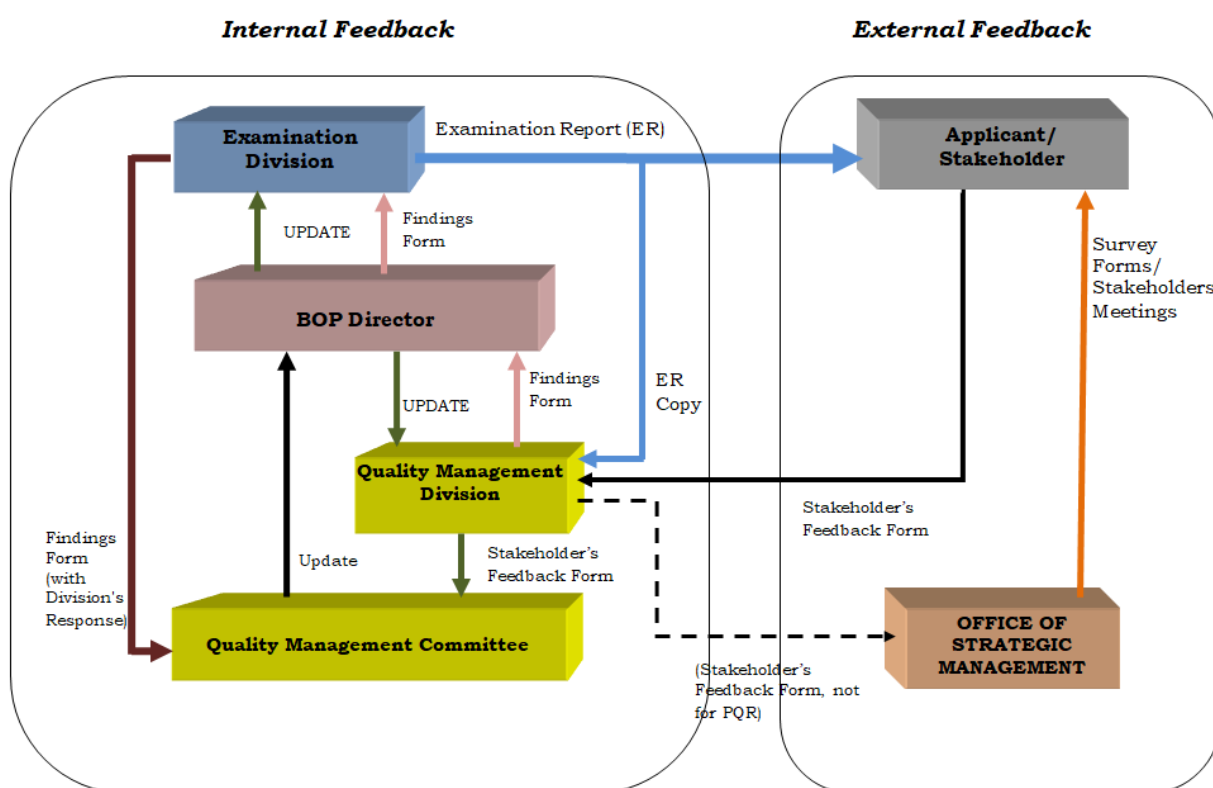 Internal Feedback
External Feedback
Examination
Division
Examination Report (ER)
Applicant/
Stakeholder
UPDATE
Findings
Form
Survey
Forms/
Stakeholders
Meetings
BOP Director
UPDATE
Findings
Form
ER
Copy
Quality Management
Division
Stakeholder's
Feedback Form
Findings
Form
(with
Division's
Response)
Update
Stakeholder's
Feedback Form
Quality Management Committee
OFFICE OF
STRATEGIC
MANAGEMENT
(Stakeholder's
Feedback Form, not
for PQR)